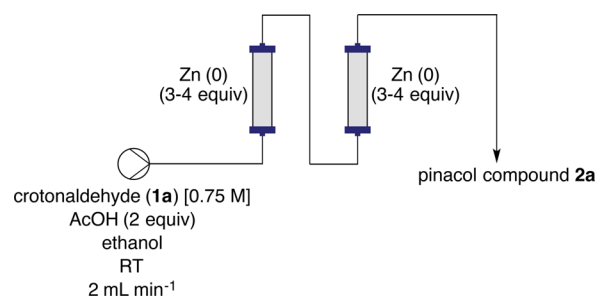 Zn (0)
(3-4 equiv)
Zn (0)
(3-4 equiv)
pinacol compound 2a
crotonaldehyde (1a) [0.75 M]
AcOH (2 equiv)
ethanol
RT
2 mL min-1